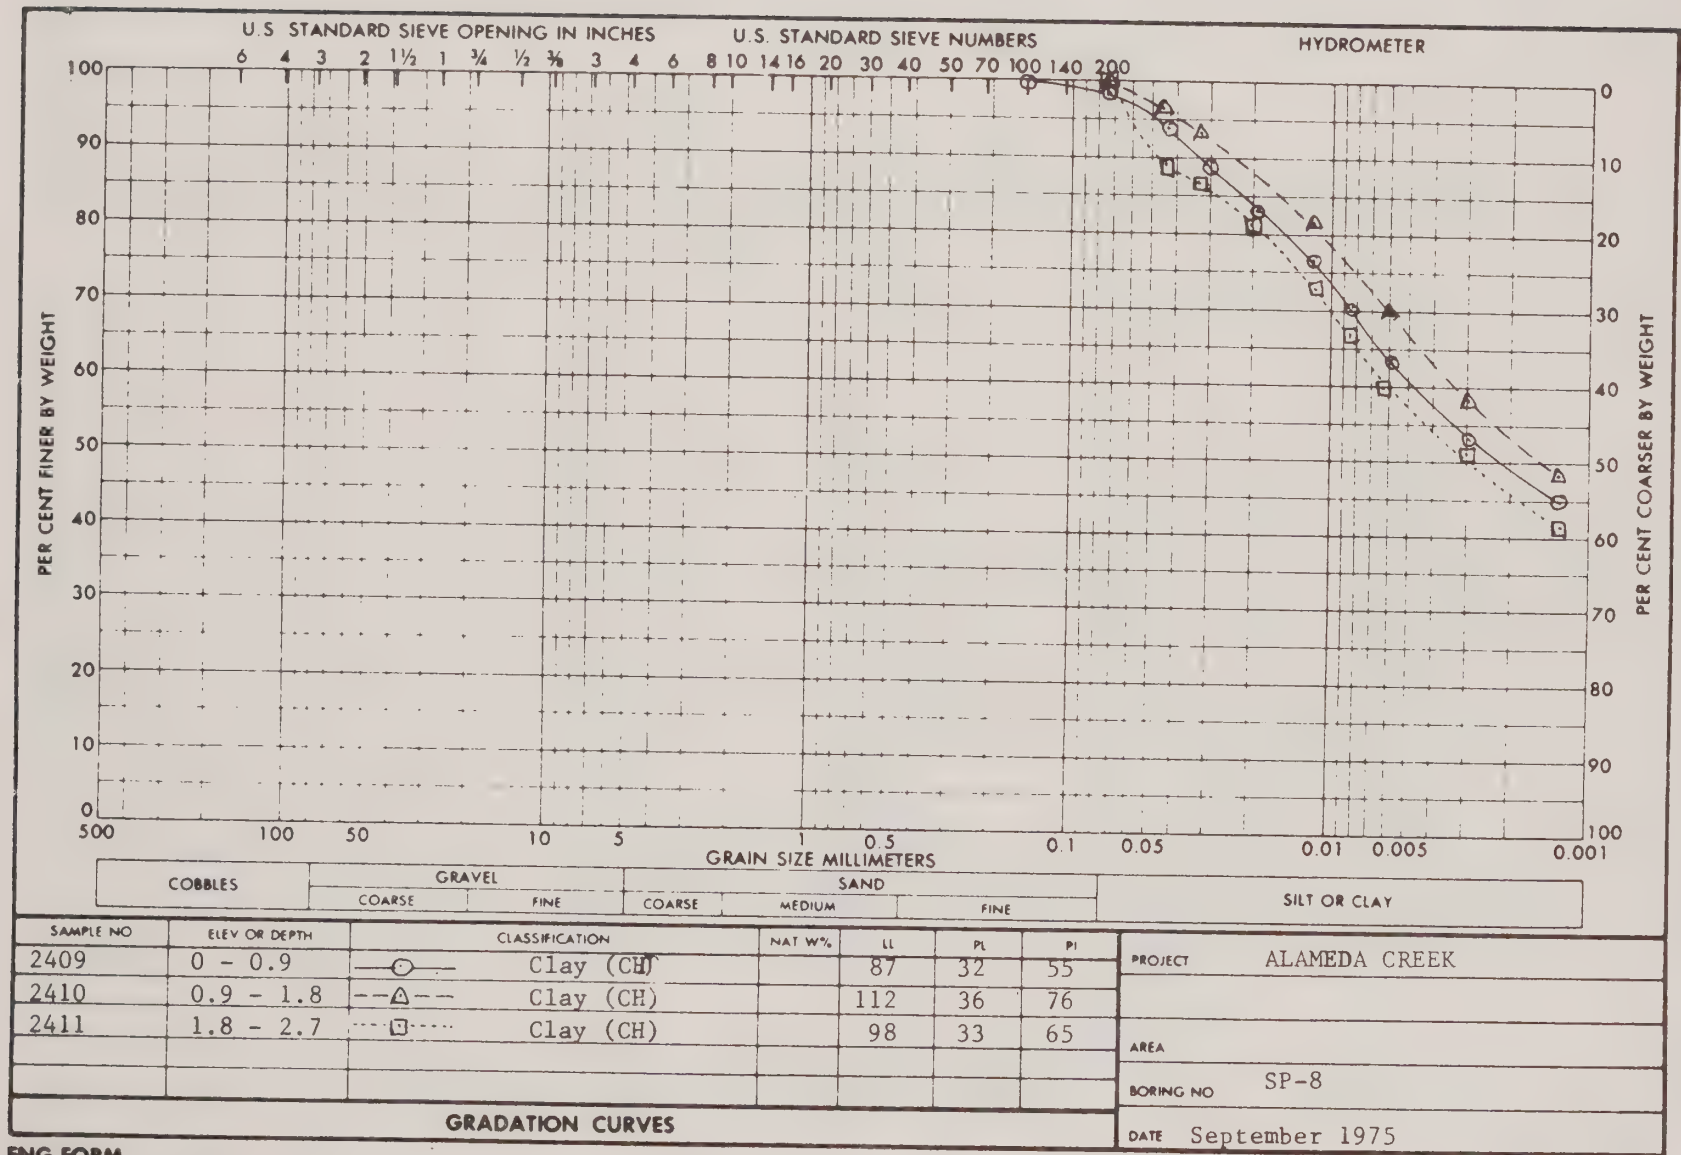 U.S STANDARD SIEVE OPENING IN INCHES U.S. STANDARD SIEVE NUMBERS HYDROMETER
6 4 3 2 1½ 1 ¾ ½ ⅜ 3 4 6 8 10 14 16 20 30 40 50 70 100 140 200
100 0
90 10
80 20
70 30
60 40
50 50
40 60
30 70
20 80
10 90
0 100
PER CENT FINER BY WEIGHT
PER CENT COARSER BY WEIGHT
500 100 50 10 5 1 0.5 0.1 0.05 0.01 0.005 0.001
GRAIN SIZE MILLIMETERS
COBBLES GRAVEL SAND SILT OR CLAY
COARSE FINE COARSE MEDIUM FINE
SAMPLE NO ELEV OR DEPTH CLASSIFICATION NAT W% LL PL PI
2409 0 - 0.9 Clay (CH) 87 32 55
2410 0.9 - 1.8 Clay (CH) 112 36 76
2411 1.8 - 2.7 Clay (CH) 98 33 65
PROJECT ALAMEDA CREEK
AREA
BORING NO SP-8
GRADATION CURVES
DATE September 1975
ENG FORM